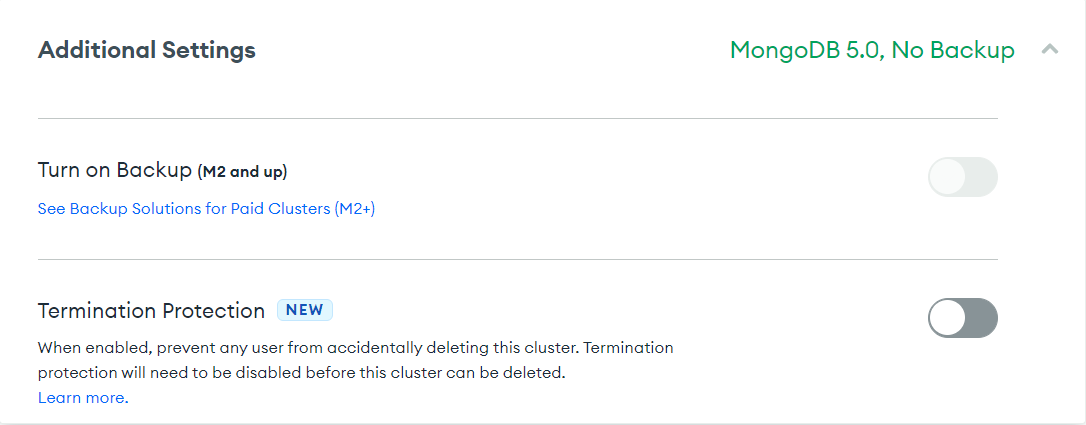 Additional Settings
MongoDB 5.0, No Backup
Turn on Backup (M2 and up)
See Backup Solutions for Paid Clusters (M2+)
Termination Protection NEW
When enabled, prevent any user from accidentally deleting this cluster. Termination
protection will need to be disabled before this cluster can be deleted.
Learn more.